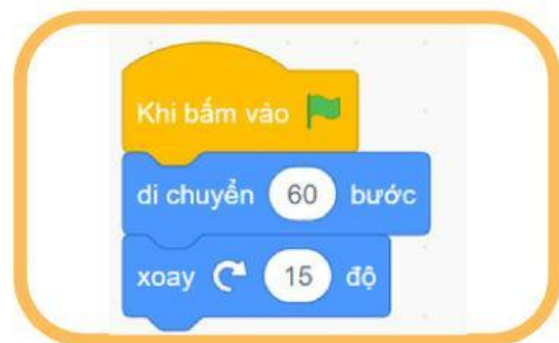 Khi bấm vào
di chuyển 60 bước
xoay 15 độ